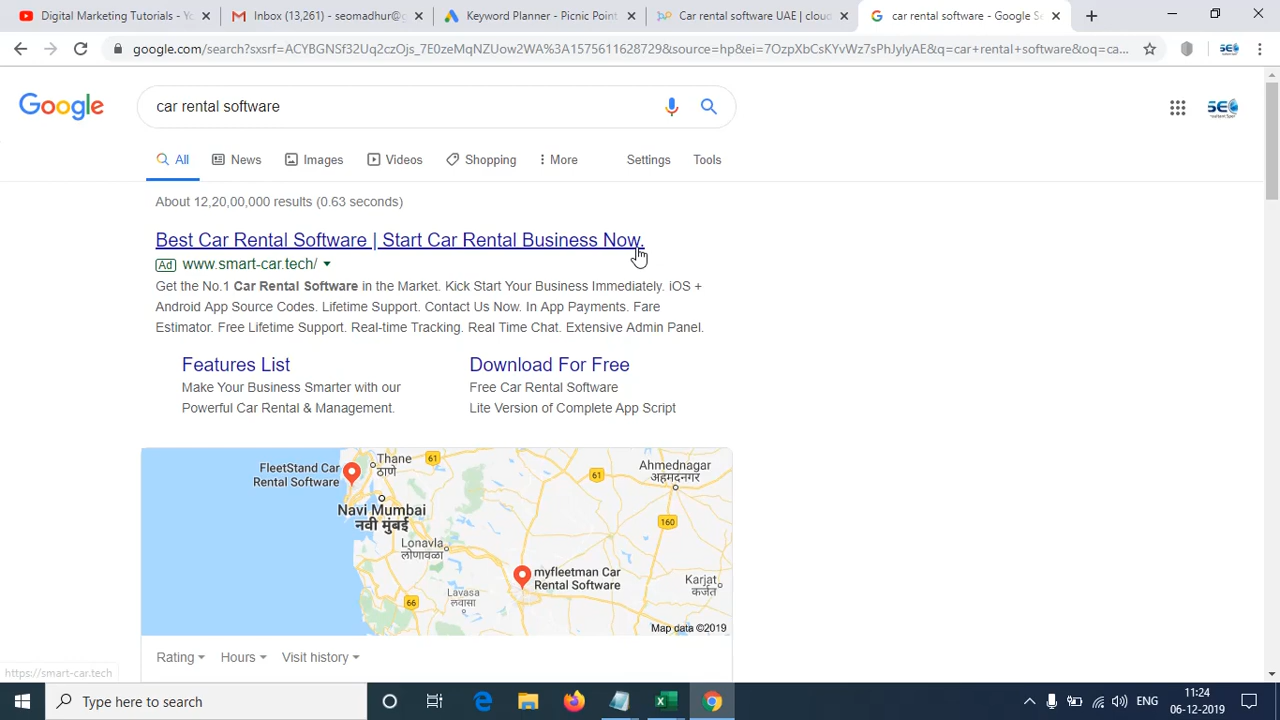 Digital Marketing Tutorials - Yo
Inbox (13,261) - seomadhur@g
Keyword Planner - Picnic Point
Car rental software UAE | cloud
car rental software - Google Se
google.com/search?sxsrf=ACYBGNSf32Uq2czOjs_7E0zeMqNZUow2WA%3A1575611628729&source=hp&ei=7OzpXbCsKYvWz7sPhJylyAE&q=car+rental+software&oq=ca...
Google
car rental software
SEO
All
News
Images
Videos
Shopping
More
Settings
Tools
About 12,20,00,000 results (0.63 seconds)
Best Car Rental Software | Start Car Rental Business Now.
Ad www.smart-car.tech/
Get the No.1 Car Rental Software in the Market. Kick Start Your Business Immediately. iOS +
Android App Source Codes. Lifetime Support. Contact Us Now. In App Payments. Fare
Estimator. Free Lifetime Support. Real-time Tracking. Real Time Chat. Extensive Admin Panel.
Features List
Make Your Business Smarter with our
Powerful Car Rental & Management.
Download For Free
Free Car Rental Software
Lite Version of Complete App Script
FleetStand Car
Rental Software
Thane
ठाणे
61
61
Ahmednagar
अहमदनगर
Navi Mumbai
नवी मुंबई
160
Lonavla
लोणावळा
myfleetman Car
Rental Software
Karjat
कर्जत
Lavasa
लवासा
66
Map data ©2019
Rating
Hours
Visit history
https://smart-car.tech
Type here to search
ENG
11:24
06-12-2019